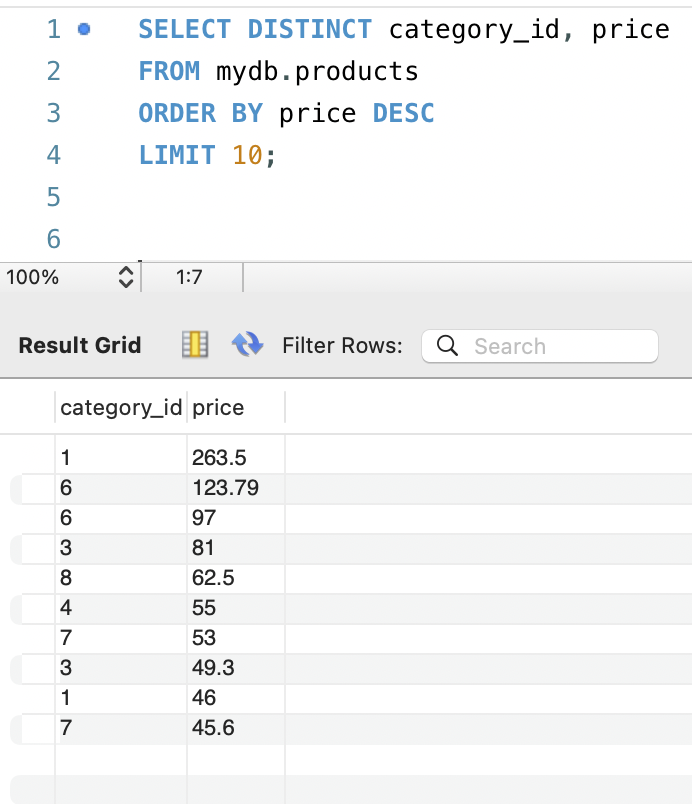 1 SELECT DISTINCT category_id, price
2 FROM mydb.products
3 ORDER BY price DESC
4 LIMIT 10;
5
6
100% 1:7
Result Grid Filter Rows: Search
category_id price
1 263.5
6 123.79
6 97
3 81
8 62.5
4 55
7 53
3 49.3
1 46
7 45.6